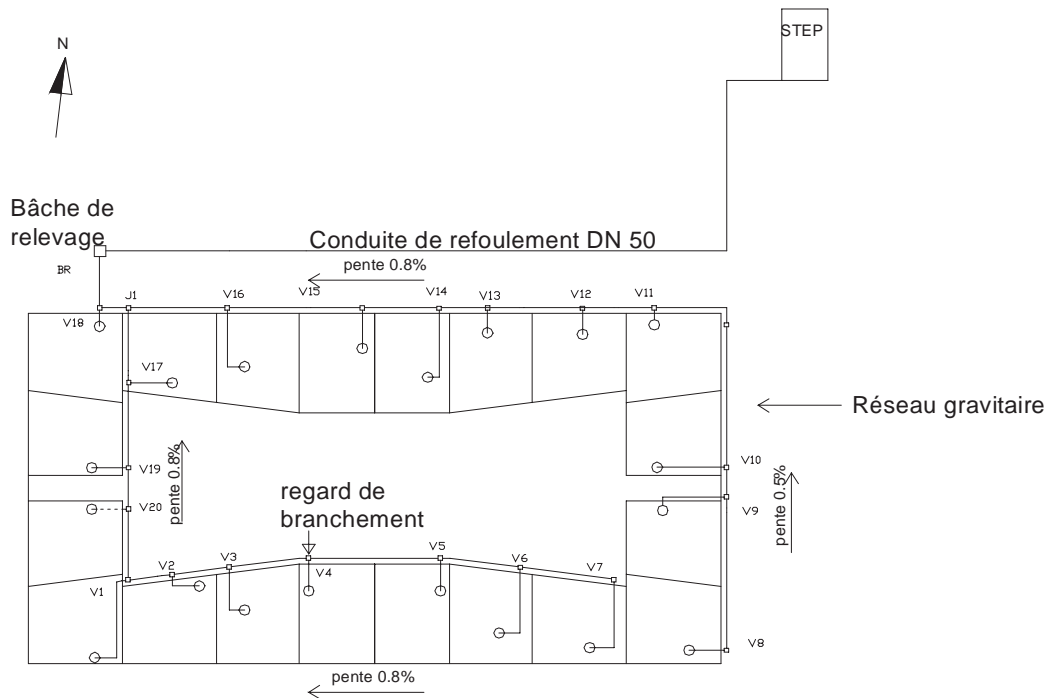 STEP
N
Bâche de
relevage
Conduite de refoulement DN 50
BR
pente 0.8%
J1
V16
V15
V14
V13
V12
V11
V18
V17
Réseau gravitaire
V19
pente 0.8%
V10
regard de
branchement
pente 0.5%
V20
V9
V5
V3
V2
V4
V6
V7
V1
V8
pente 0.8%